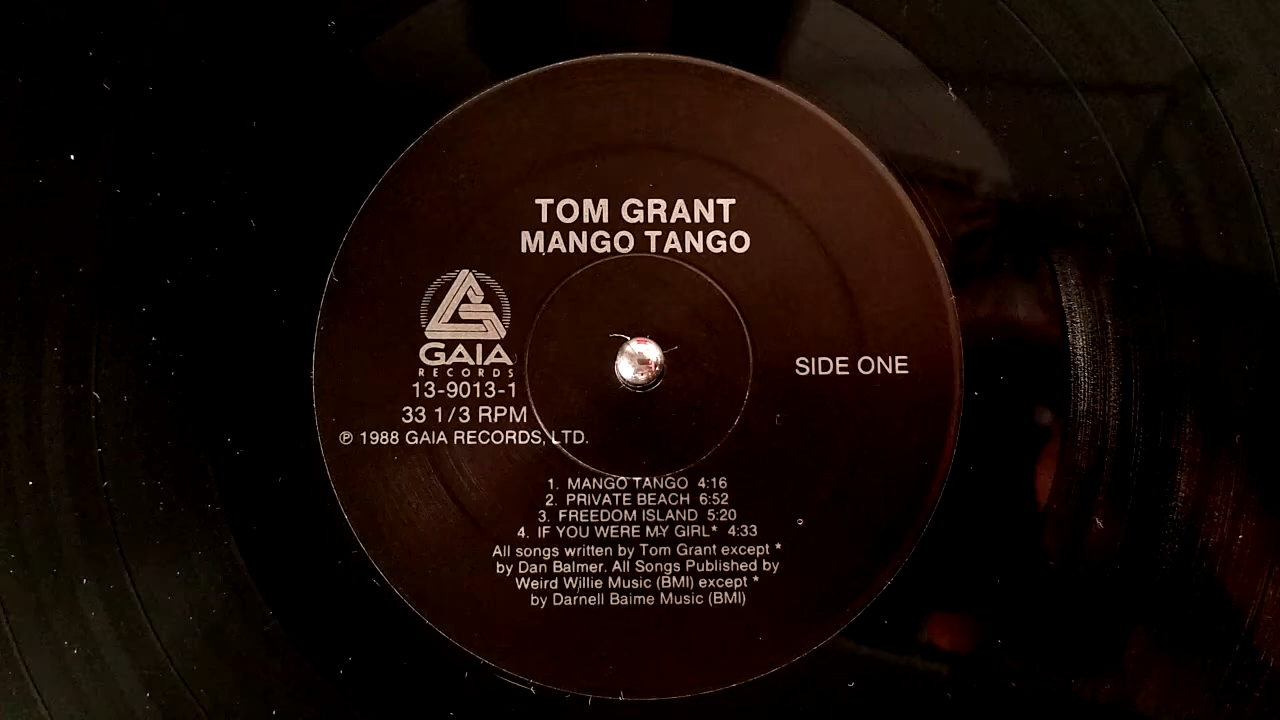 TOM GRANT
MANGO TANGO
GAIA
RECORDS
13-9013-1
33 1/3 RPM
℗ 1988 GAIA RECORDS, LTD.
SIDE ONE
1. MANGO TANGO 4:16
2. PRIVATE BEACH 6:52
3. FREEDOM ISLAND 5:20
4. IF YOU WERE MY GIRL* 4:33
All songs written by Tom Grant except *
by Dan Balmer. All Songs Published by
Weird Willie Music (BMI) except *
by Darnell Baime Music (BMI)